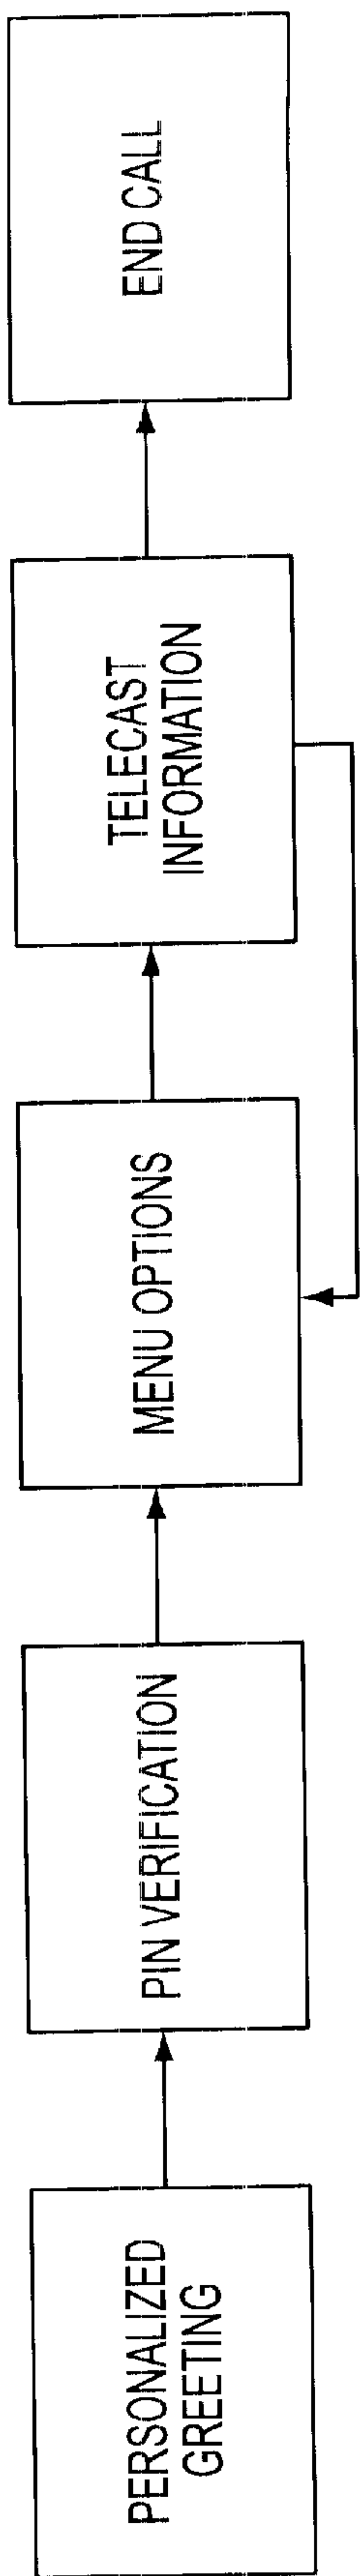 PERSONALIZED
GREETING
PIN VERIFICATION
MENU OPTIONS
TELECAST
INFORMATION
END CALL